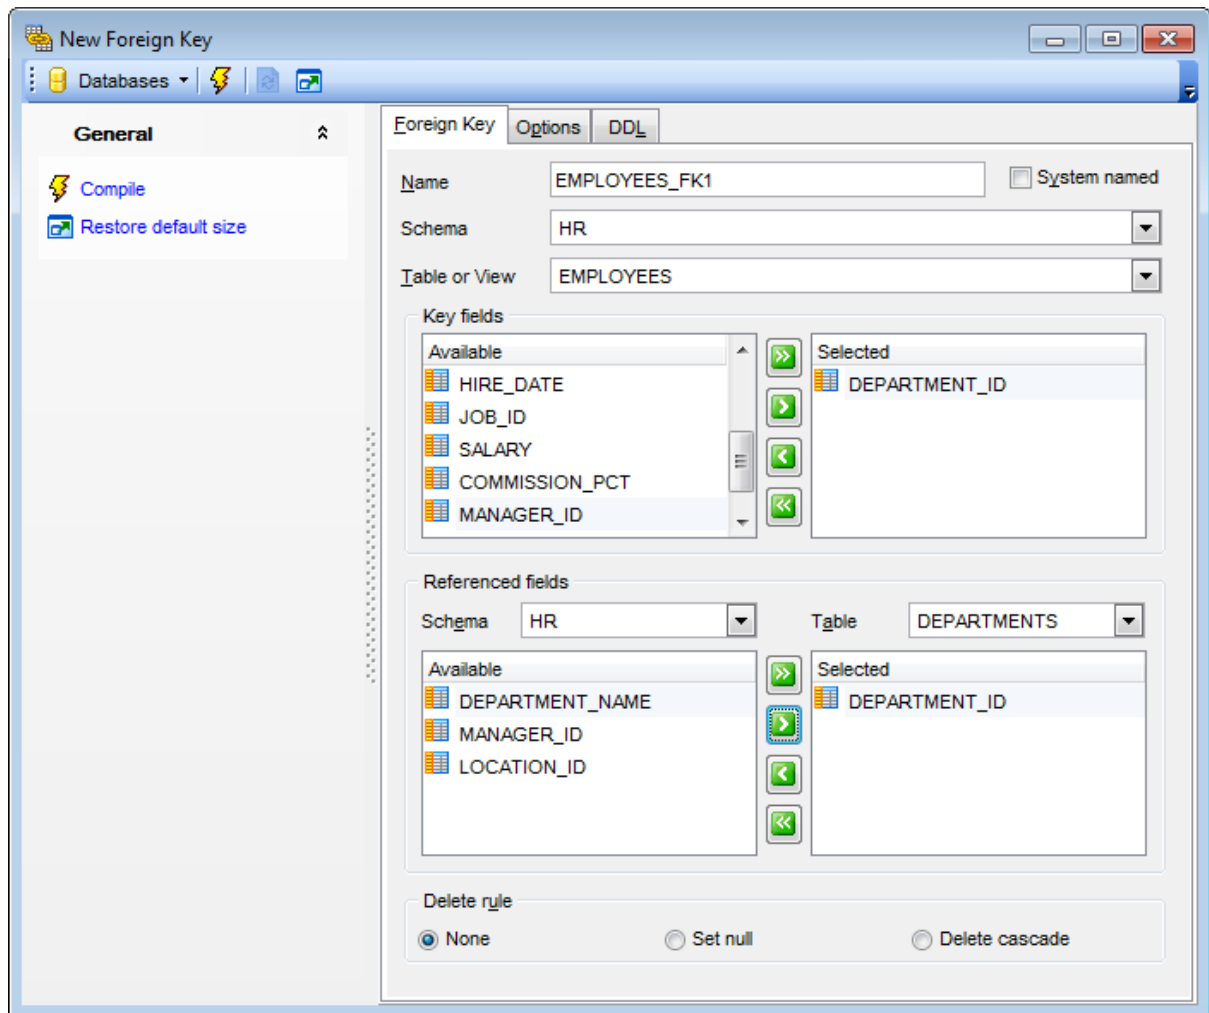 New Foreign Key
Databases
General
Compile
Restore default size
Foreign Key Options DDL
Name EMPLOYEES_FK1 System named
Schema HR
Table or View EMPLOYEES
Key fields
Available Selected
HIRE_DATE DEPARTMENT_ID
JOB_ID
SALARY
COMMISSION_PCT
MANAGER_ID
Referenced fields
Schema HR Table DEPARTMENTS
Available Selected
DEPARTMENT_NAME DEPARTMENT_ID
MANAGER_ID
LOCATION_ID
Delete rule
None Set null Delete cascade